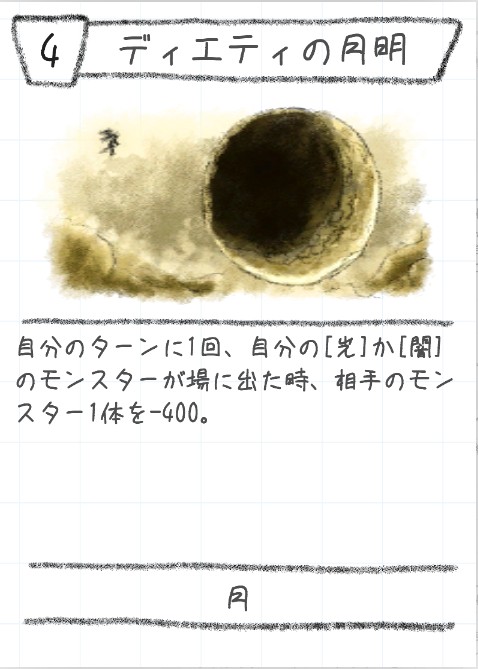 4
ディエティの月明
自分のターンに1回、自分の[光]か[闇]
のモンスターが場に出た時、相手のモン
スター1体を-400。
月